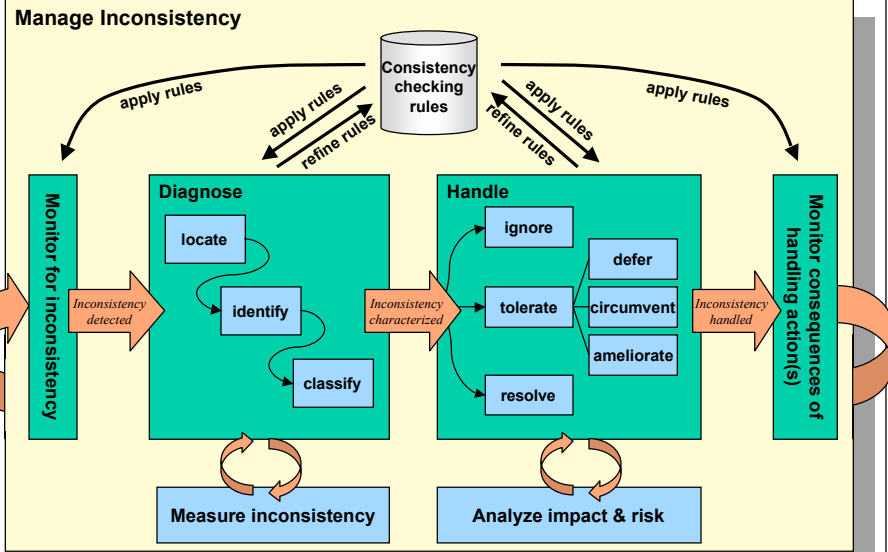 Manage Inconsistency
Consistency
checking
rules
apply rules
apply rules
refine rules
apply rules
refine rules
apply rules
Monitor for inconsistency
Inconsistency
detected
Diagnose
locate
identify
classify
Inconsistency
characterized
Handle
ignore
tolerate
resolve
defer
circumvent
ameliorate
Inconsistency
handled
Monitor consequences of
handling action(s)
Measure inconsistency
Analyze impact & risk